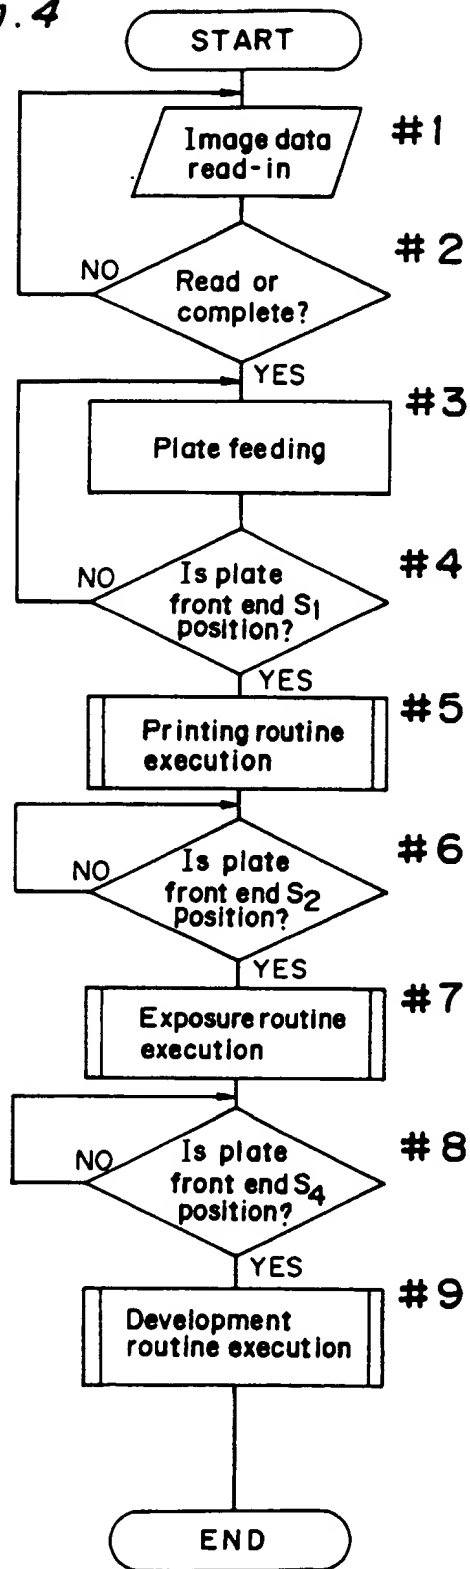 .4
START
#1
Image data
read-in
#2
NO
Read or
complete?
YES
#3
Plate feeding
#4
NO
Is plate
front end S1
position?
YES
#5
Printing routine
execution
#6
NO
Is plate
front end S2
Position?
YES
#7
Exposure routine
execution
#8
NO
Is plate
front end S4
position?
YES
#9
Development
routine execution
END